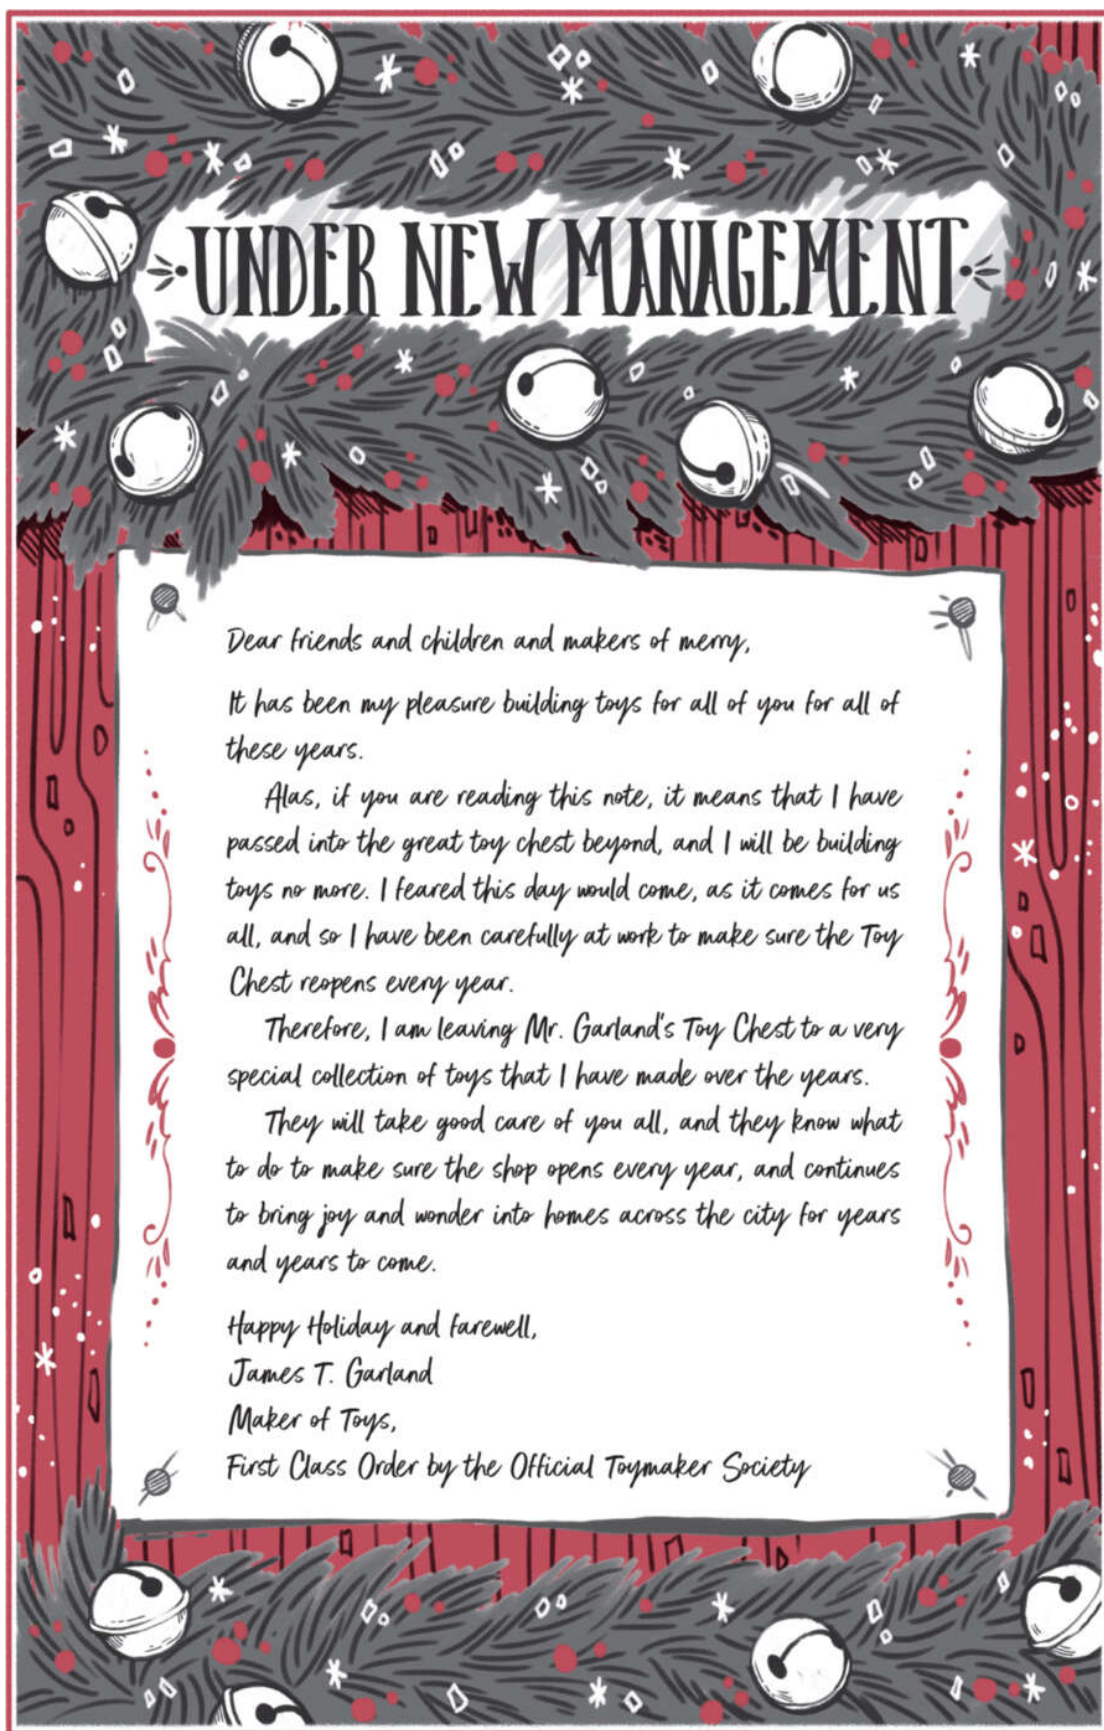 UNDER NEW MANAGEMENT
Dear friends and children and makers of merry,
It has been my pleasure building toys for all of you for all of
these years.
Alas, if you are reading this note, it means that I have
passed into the great toy chest beyond, and I will be building
toys no more. I feared this day would come, as it comes for us
all, and so I have been carefully at work to make sure the Toy
Chest reopens every year.
Therefore, I am leaving Mr. Garland's Toy Chest to a very
special collection of toys that I have made over the years.
They will take good care of you all, and they know what
to do to make sure the shop opens every year, and continues
to bring joy and wonder into homes across the city for years
and years to come.
Happy Holiday and farewell,
James T. Garland
Maker of Toys,
First Class Order by the Official Toymaker Society